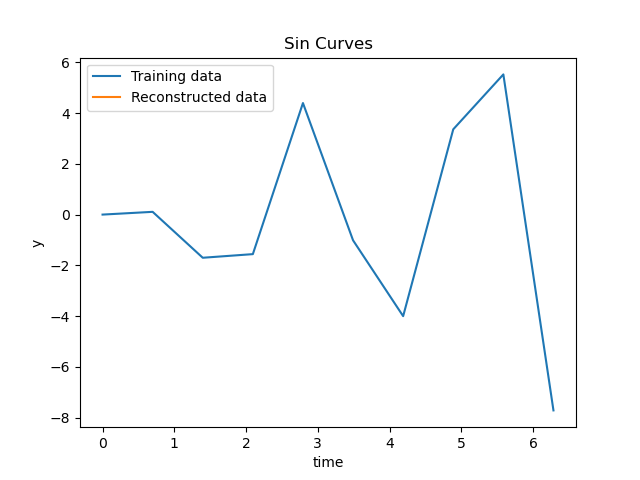 Sin Curves
Training data
Reconstructed data
6
4
2
0
−2
−4
−6
−8
y
0 1 2 3 4 5 6
time